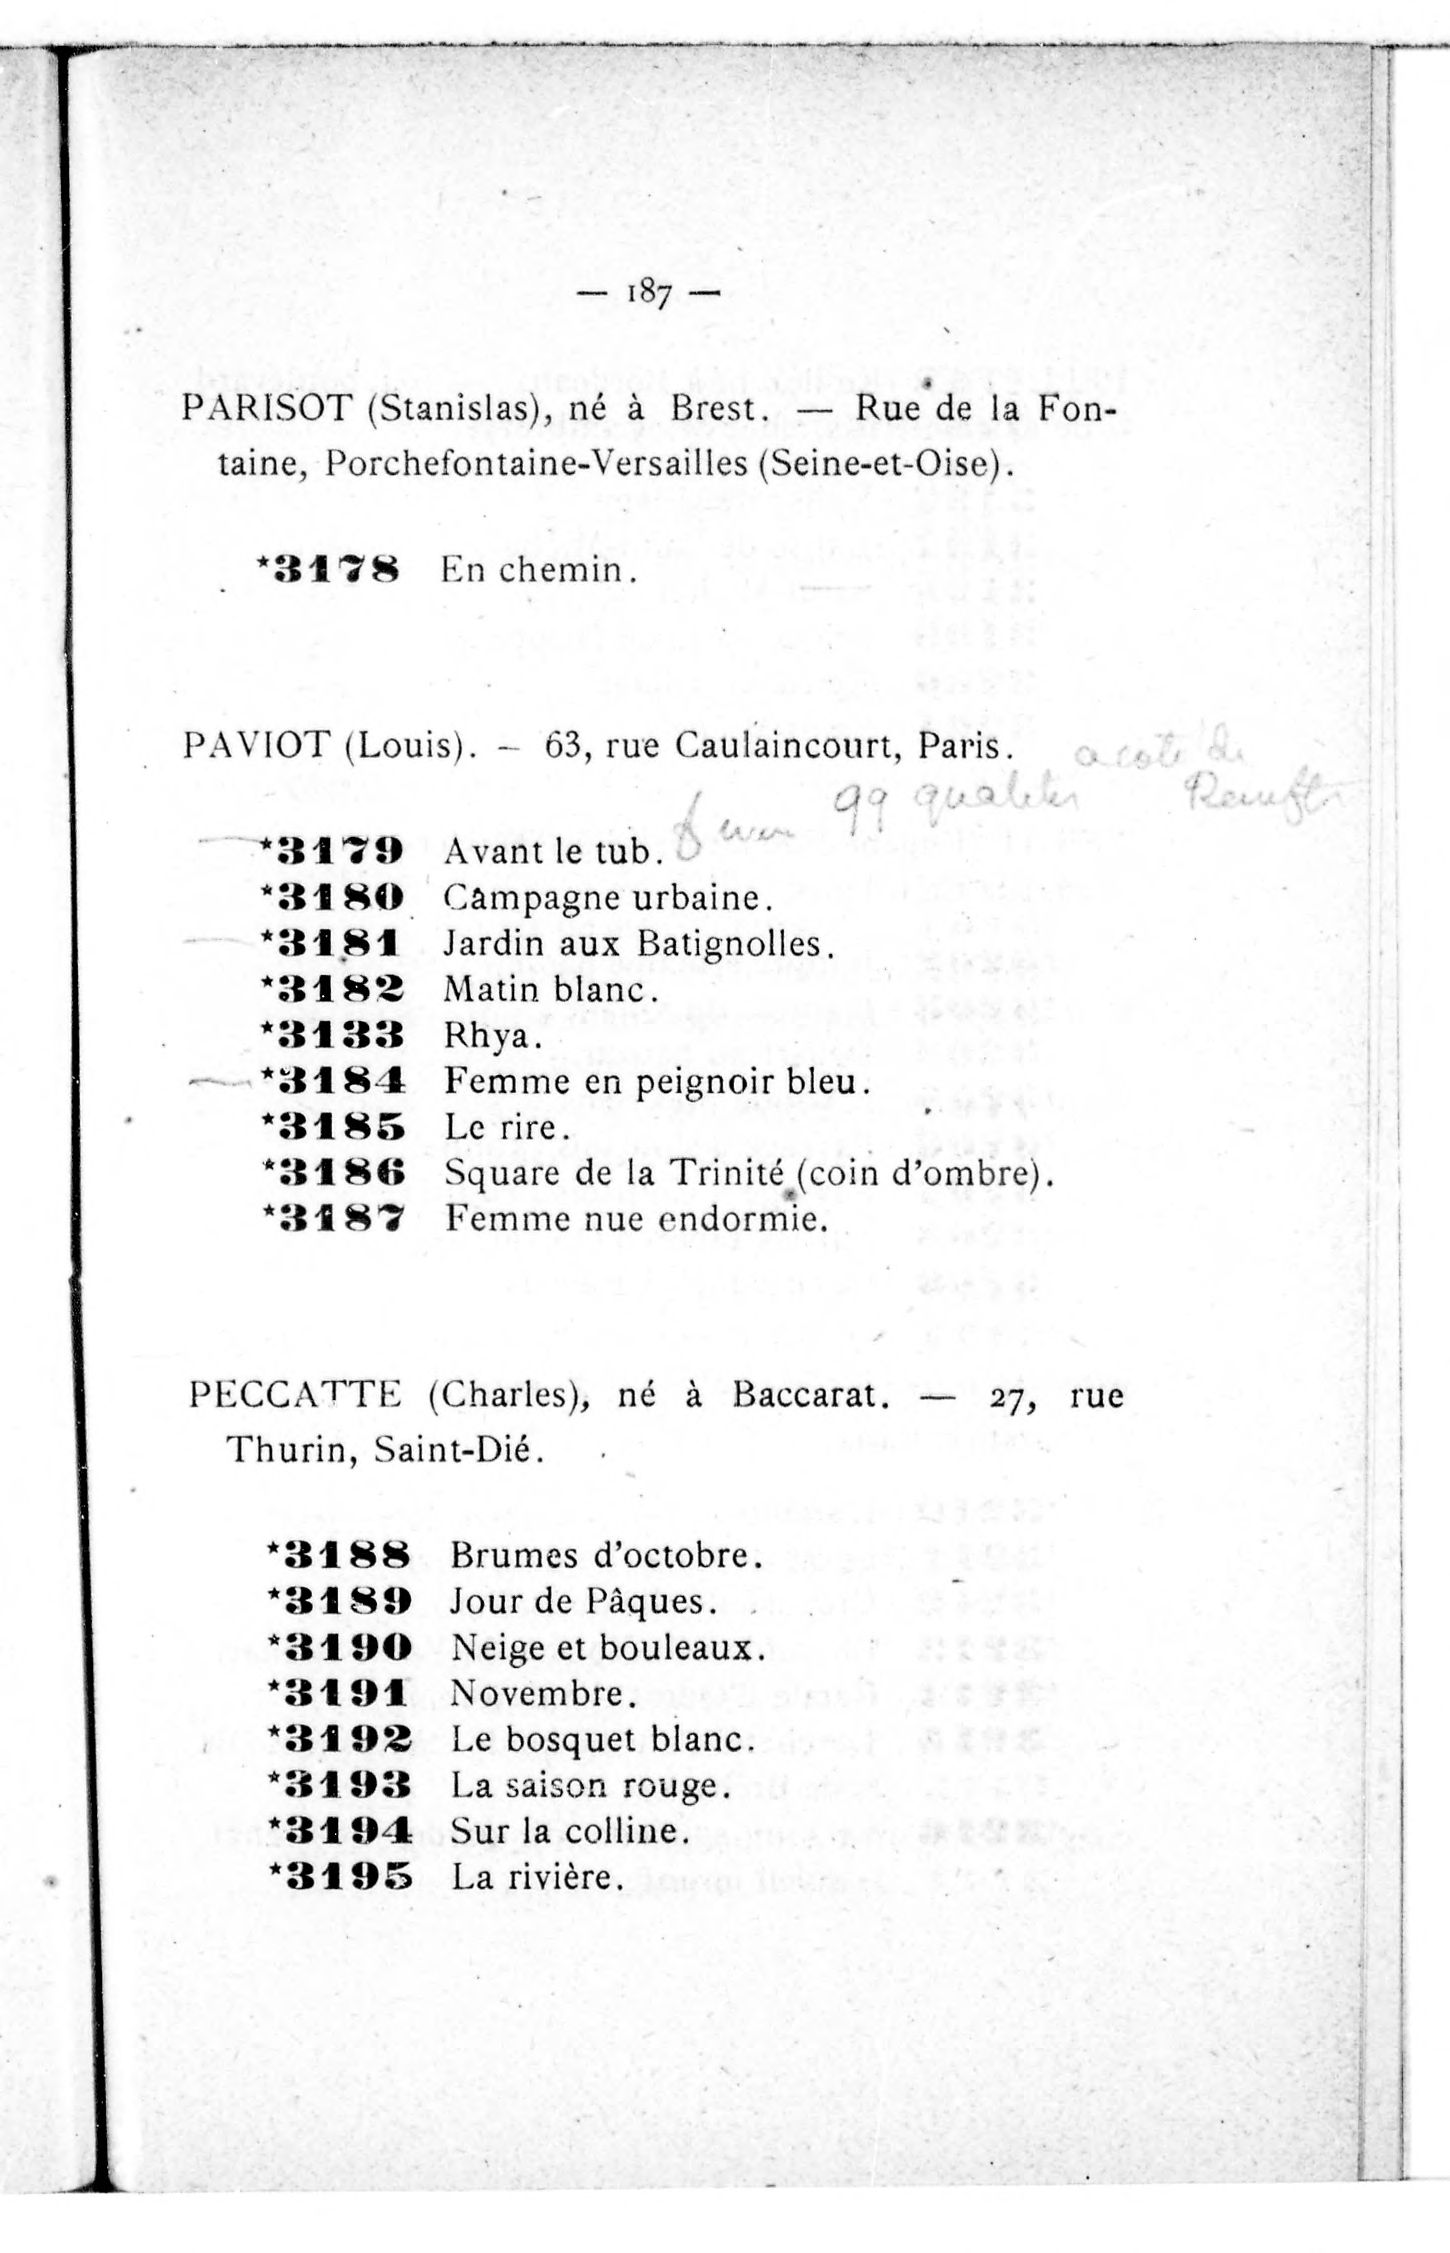 — 187 —
PARISOT (Stanislas), né à Brest. — Rue de la Fon-
taine, Porchefontaine-Versailles (Seine-et-Oise).
*3178 En chemin.
PAVIOT (Louis). — 63, rue Caulaincourt, Paris.
a coté de
qq qualités
*3179 Avant le tub.
*3180 Campagne urbaine.
*3181 Jardin aux Batignolles.
*3182 Matin blanc.
*3133 Rhya.
*3184 Femme en peignoir bleu.
*3185 Le rire.
*3186 Square de la Trinité (coin d'ombre).
*3187 Femme nue endormie.
PECCATTE (Charles), né à Baccarat. — 27, rue
Thurin, Saint-Dié.
*3188 Brumes d'octobre.
*3189 Jour de Pâques.
*3190 Neige et bouleaux.
*3191 Novembre.
*3192 Le bosquet blanc.
*3193 La saison rouge.
*3194 Sur la colline.
*3195 La rivière.